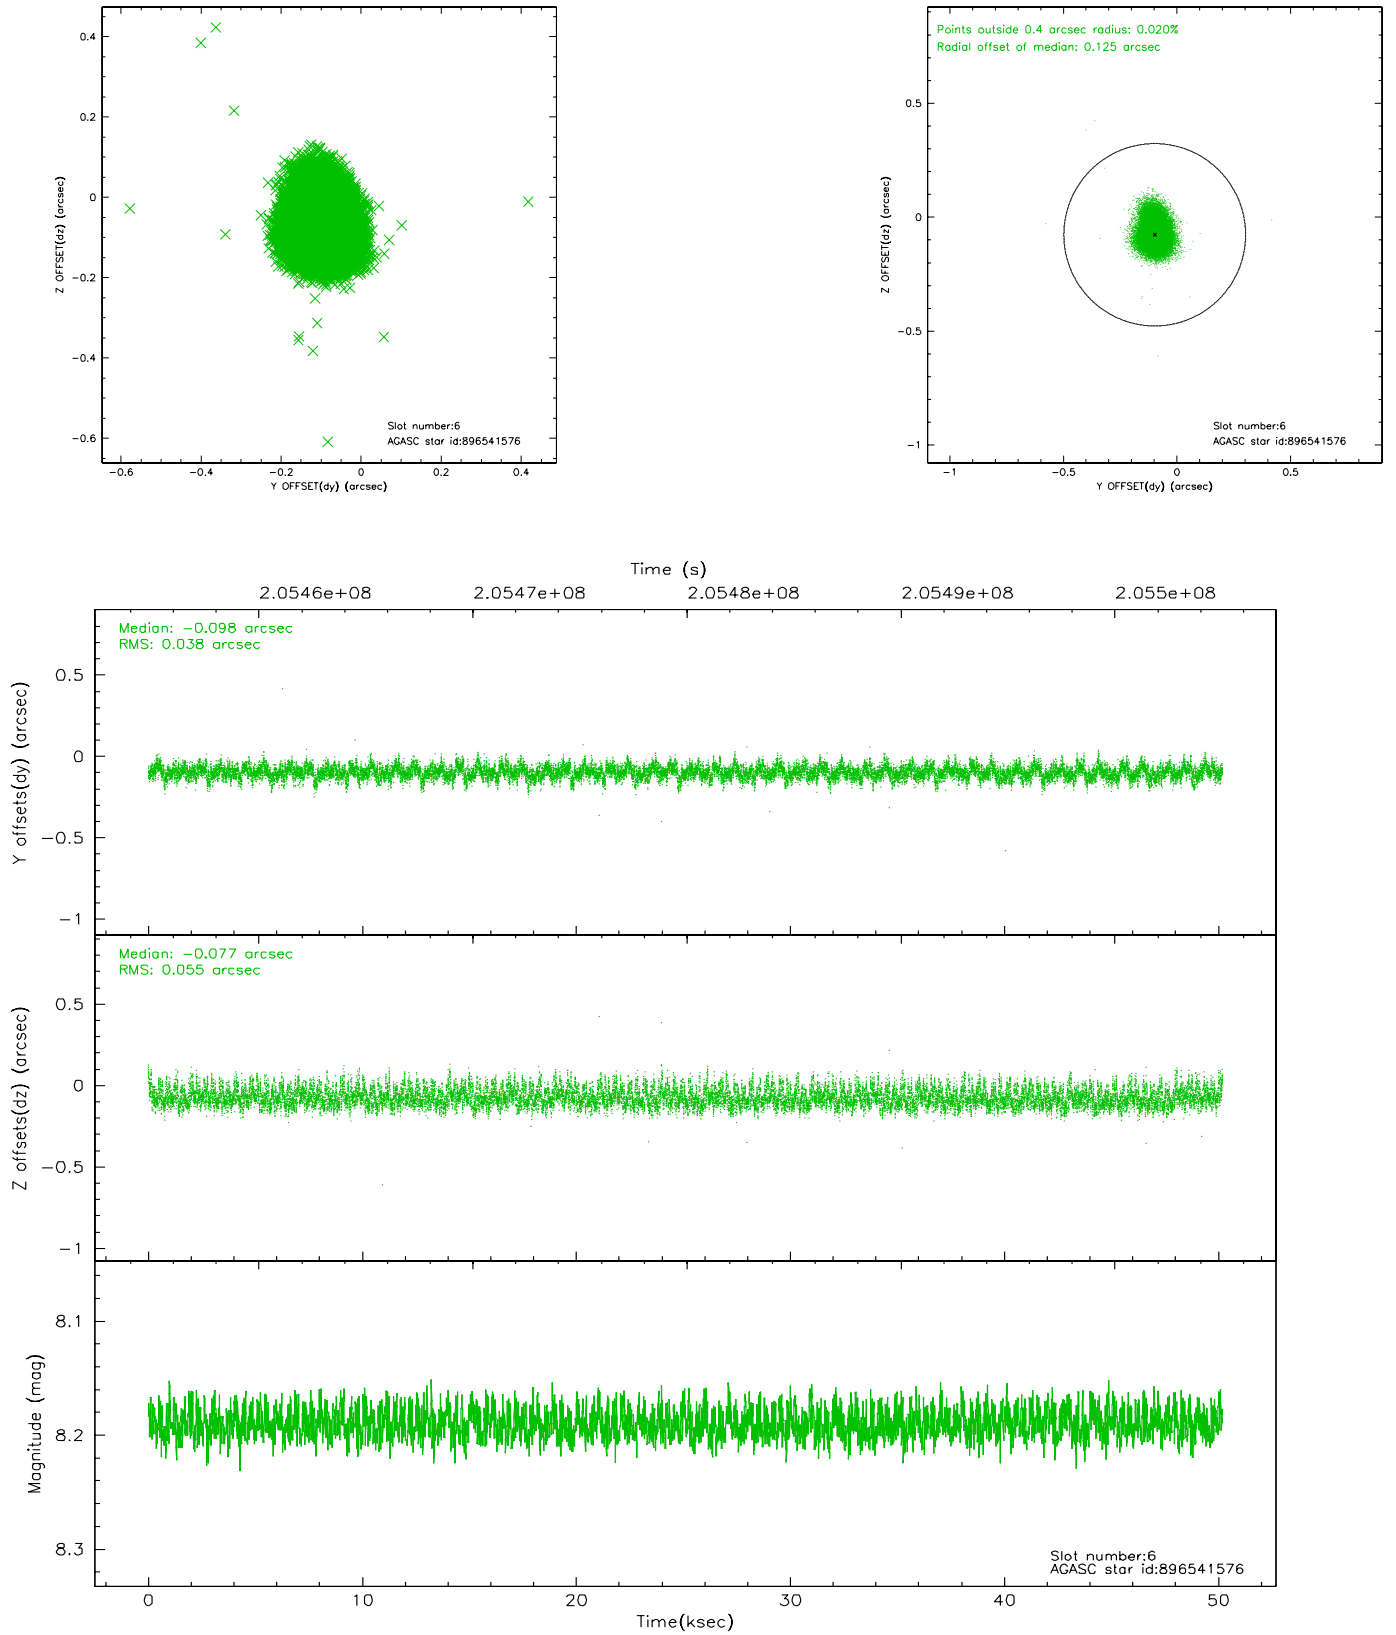 0.4
0.2
0
−0.2
−0.4
−0.6
Z OFFSET(dz) (arcsec)
Slot number:6
AGASC star id:896541576
−0.6 −0.4 −0.2 0 0.2 0.4
Y OFFSET(dy) (arcsec)
Points outside 0.4 arcsec radius: 0.020%
Radial offset of median: 0.125 arcsec
0.5
0
−0.5
−1
Z OFFSET(dz) (arcsec)
Slot number:6
AGASC star id:896541576
−1 −0.5 0 0.5
Y OFFSET(dy) (arcsec)
Time (s)
2.0546e+08 2.0547e+08 2.0548e+08 2.0549e+08 2.055e+08
Median: −0.098 arcsec
RMS: 0.038 arcsec
0.5
0
−0.5
−1
Y offsets(dy) (arcsec)
Median: −0.077 arcsec
RMS: 0.055 arcsec
0.5
0
−0.5
−1
Z offsets(dz) (arcsec)
8.1
8.2
8.3
Magnitude (mag)
Slot number:6
AGASC star id:896541576
0 10 20 30 40 50
Time(ksec)